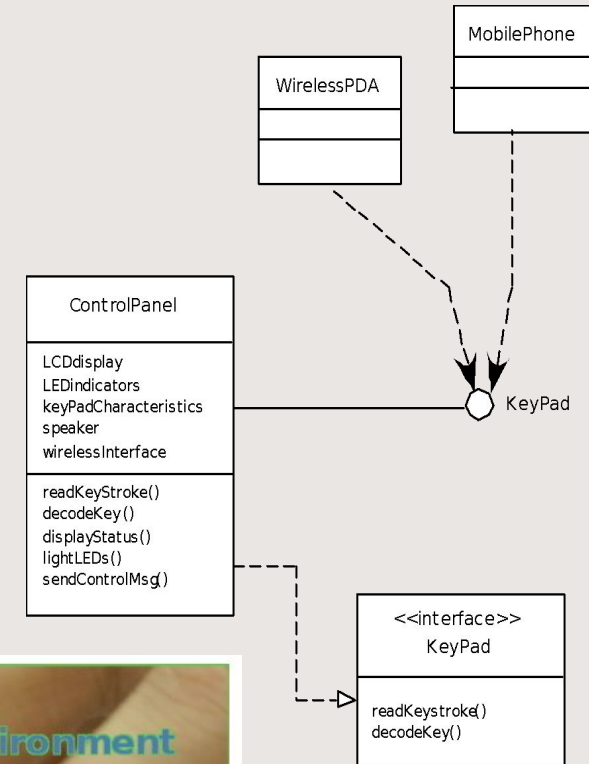 MobilePhone
WirelessPDA
ControlPanel
LCDdisplay
LEDindicators
keyPadCharacteristics
speaker
wirelessInterface
readKeyStroke()
decodeKey()
displayStatus()
lightLEDs()
sendControlMsg()
KeyPad
<<interface>>
KeyPad
readKeystroke()
decodeKey()
ironment